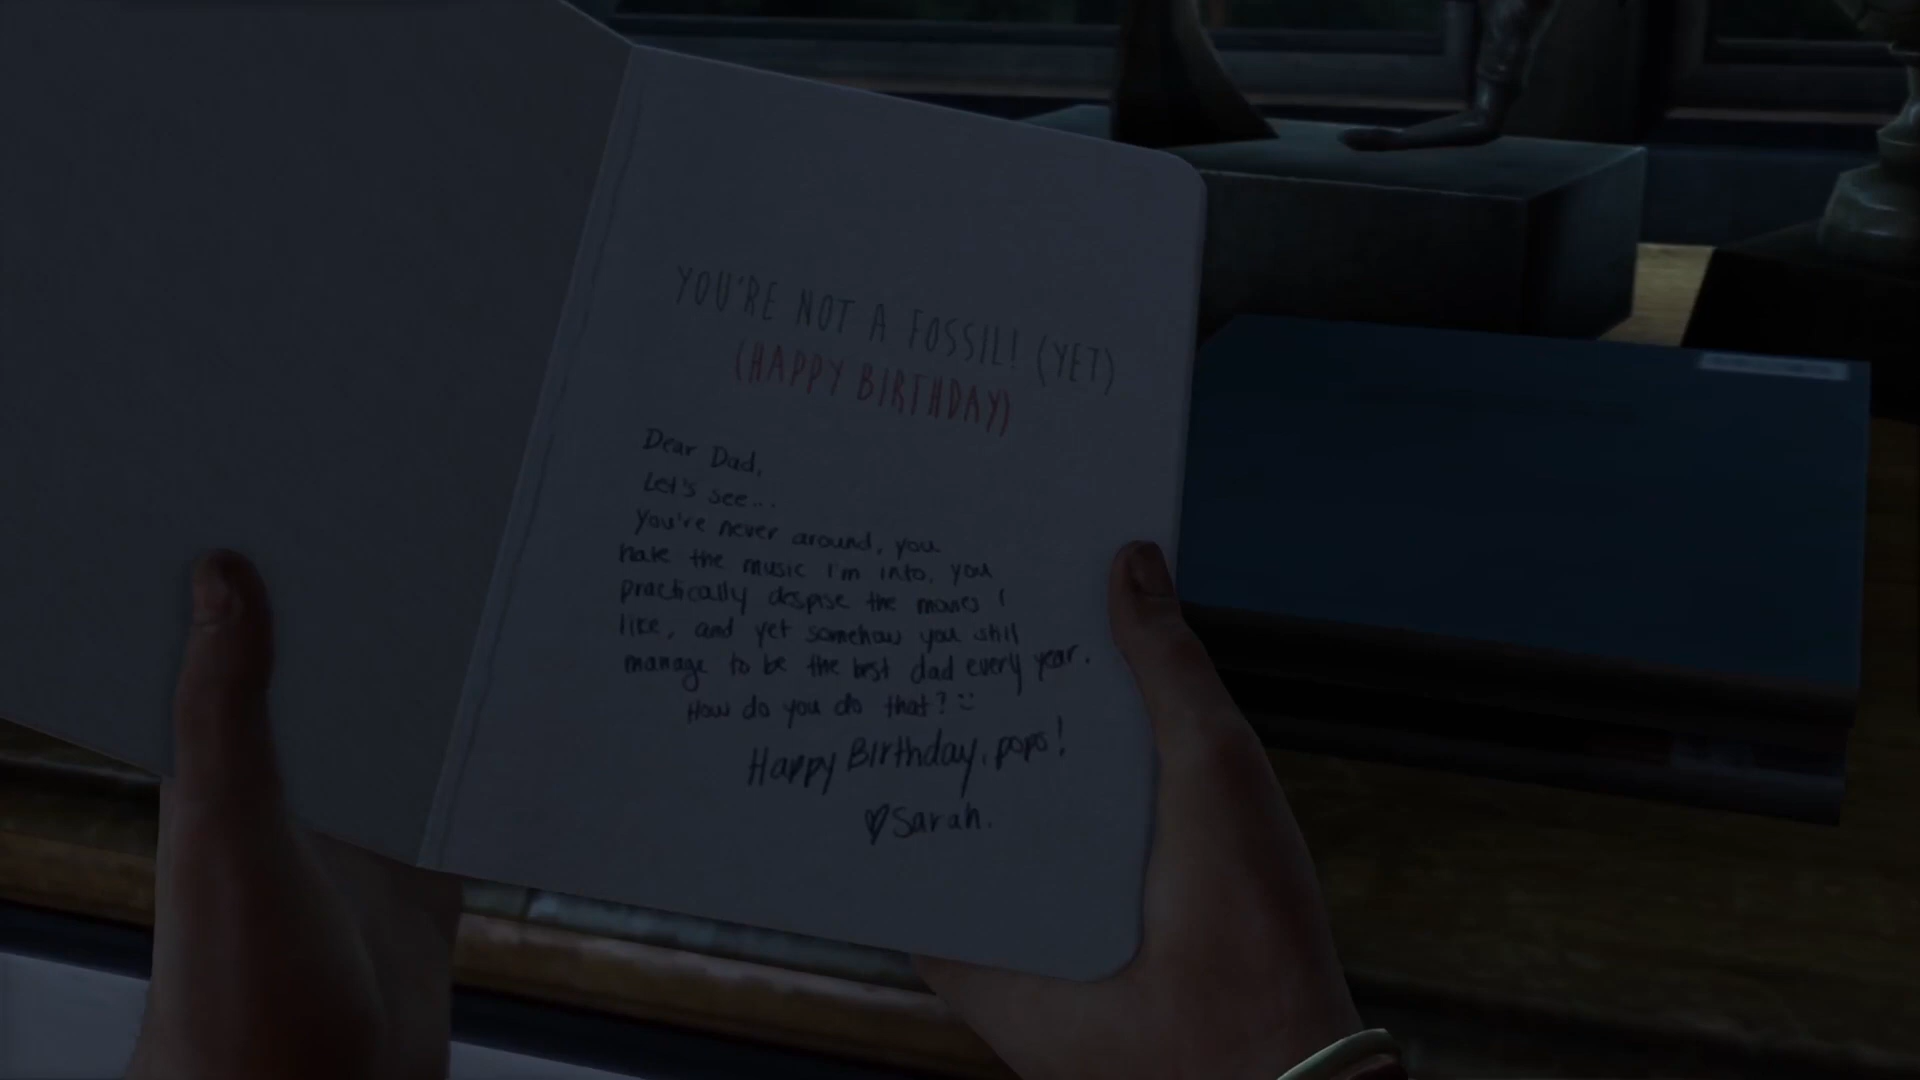 YOU'RE NOT A FOSSIL! (YET)
(HAPPY BIRTHDAY)
Dear Dad,
Let's see...
You're never around, you
hate the music I'm into, you
practically despise the movies I
like, and yet somehow you still
manage to be the best dad every year.
How do you do that? :)
Happy Birthday, pops!
♥Sarah.